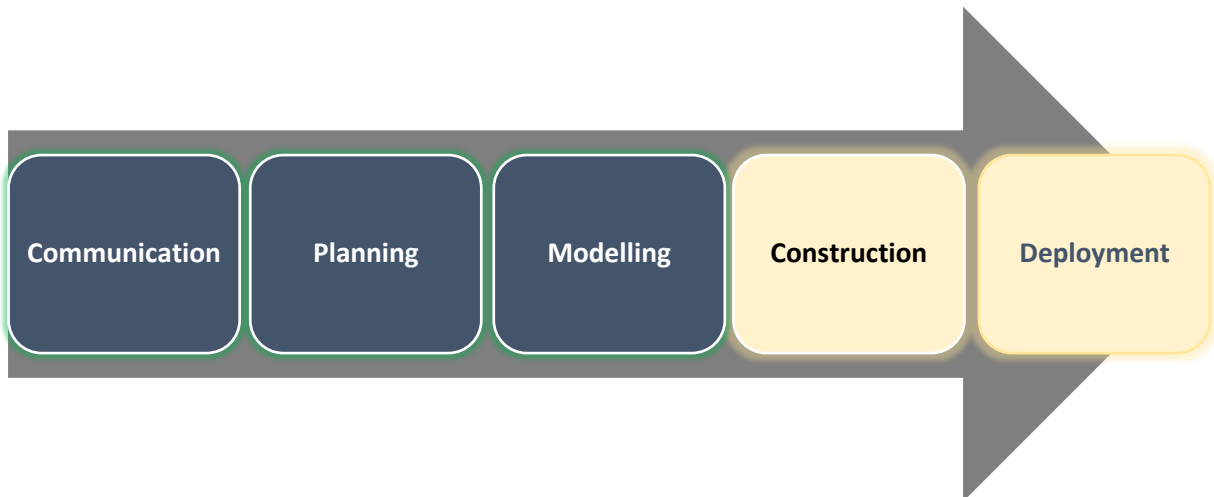 Communication
Planning
Modelling
Construction
Deployment